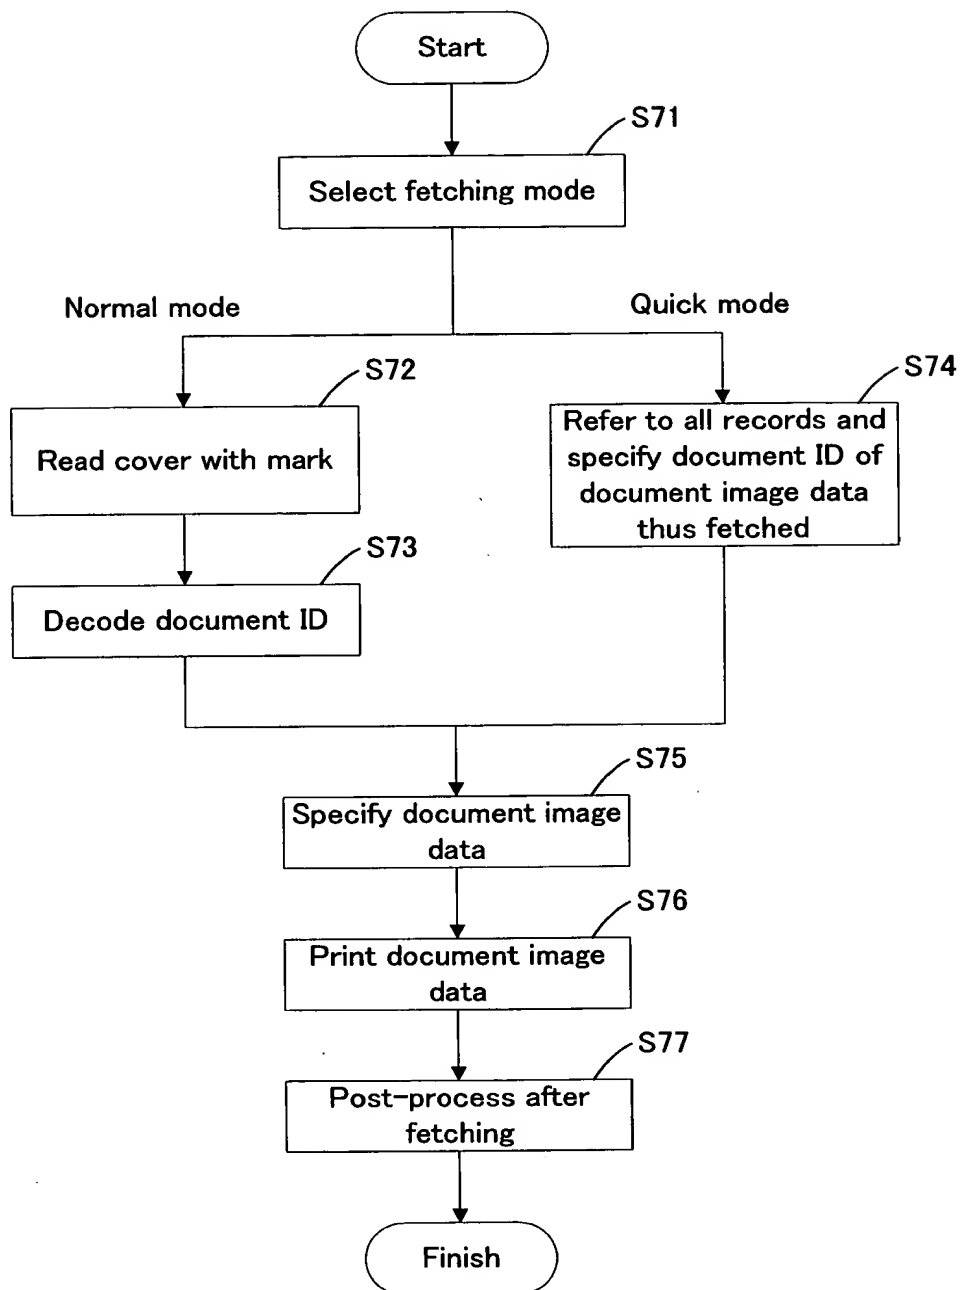 Start
S71
Select fetching mode
Normal mode
Quick mode
S72
Read cover with mark
S74
Refer to all records and
specify document ID of
document image data
thus fetched
S73
Decode document ID
S75
Specify document image
data
S76
Print document image
data
S77
Post-process after
fetching
Finish